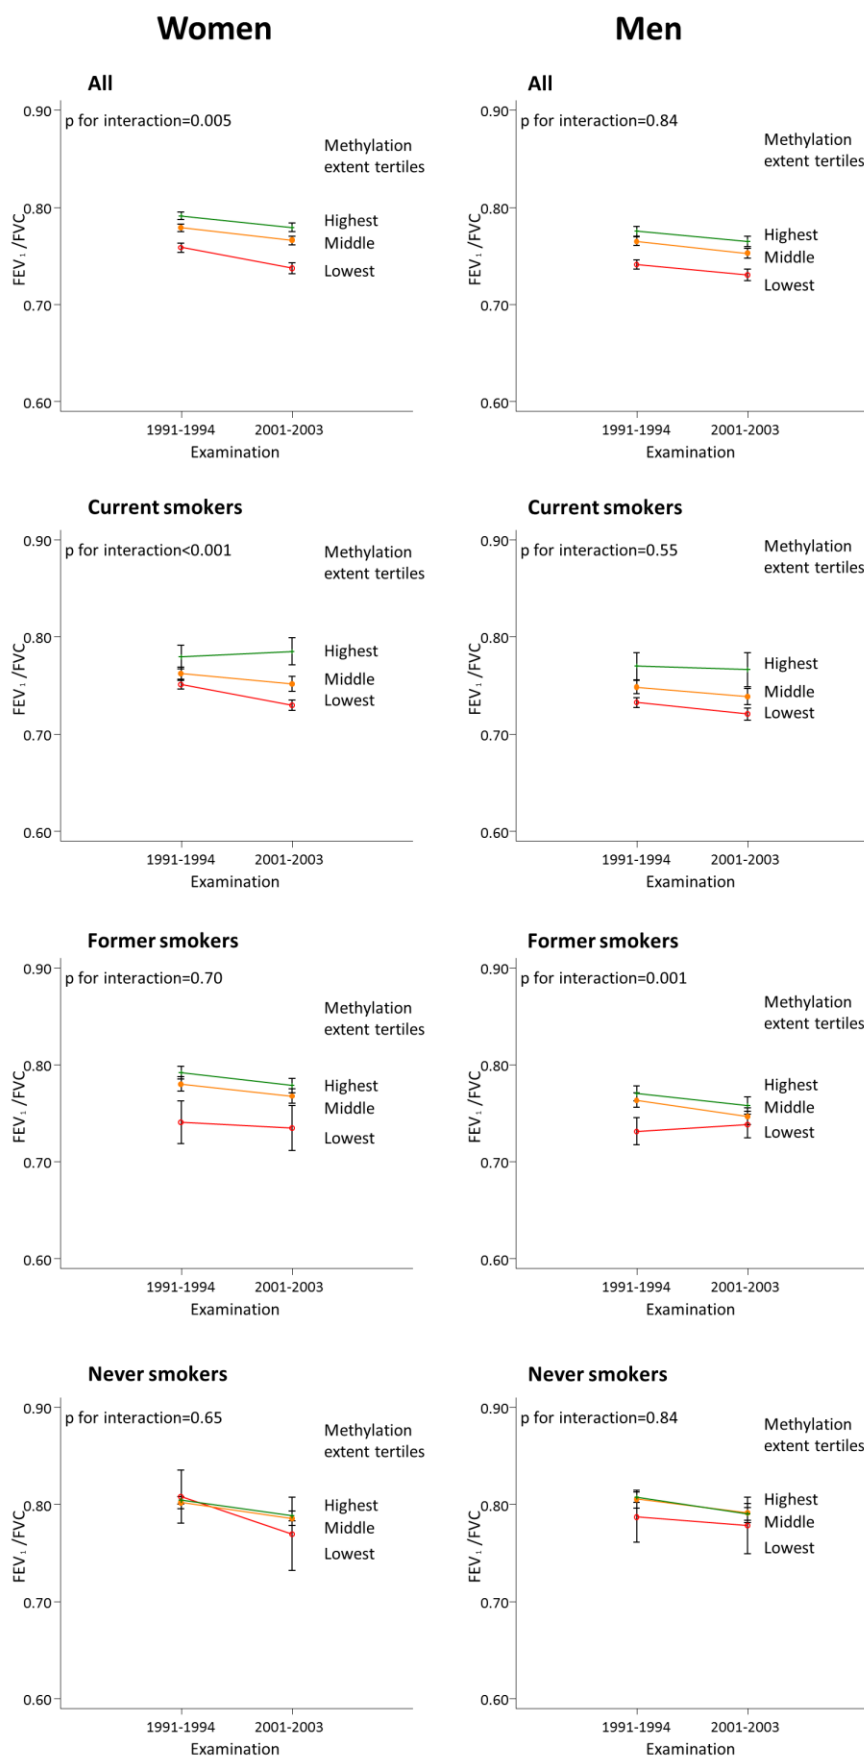 Women
Men
All
All
0.90
p for interaction=0.005
0.90
p for interaction=0.84
Methylation
extent tertiles
Methylation
extent tertiles
0.80
Highest
Middle
Lowest
0.80
Highest
Middle
Lowest
FEV₁/FVC
FEV₁/FVC
0.70
0.70
0.60
0.60
1991-1994 2001-2003
1991-1994 2001-2003
Examination
Examination
Current smokers
Current smokers
0.90
p for interaction<0.001
0.90
p for interaction=0.55
Methylation
extent tertiles
Methylation
extent tertiles
0.80
Highest
Middle
Lowest
0.80
Highest
Middle
Lowest
FEV₁/FVC
FEV₁/FVC
0.70
0.70
0.60
0.60
1991-1994 2001-2003
1991-1994 2001-2003
Examination
Examination
Former smokers
Former smokers
0.90
p for interaction=0.70
0.90
p for interaction=0.001
Methylation
extent tertiles
Methylation
extent tertiles
0.80
Highest
Middle
Lowest
0.80
Highest
Middle
Lowest
FEV₁/FVC
FEV₁/FVC
0.70
0.70
0.60
0.60
1991-1994 2001-2003
1991-1994 2001-2003
Examination
Examination
Never smokers
Never smokers
0.90
p for interaction=0.65
0.90
p for interaction=0.84
Methylation
extent tertiles
Methylation
extent tertiles
0.80
Highest
Middle
Lowest
0.80
Highest
Middle
Lowest
FEV₁/FVC
FEV₁/FVC
0.70
0.70
0.60
0.60
1991-1994 2001-2003
1991-1994 2001-2003
Examination
Examination